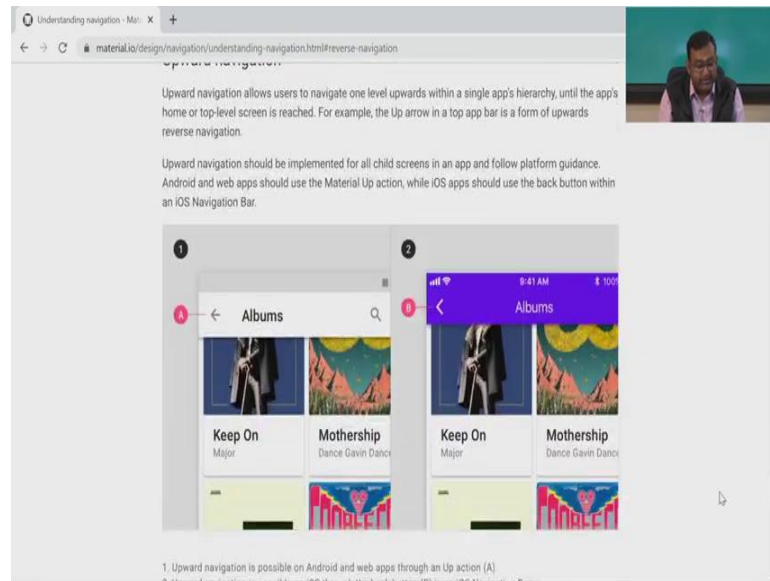 Understanding navigation - Mat
material.io/design/navigation/understanding-navigation.html#reverse-navigation
Upward navigation
Upward navigation allows users to navigate one level upwards within a single app's hierarchy, until the app's
home or top-level screen is reached. For example, the Up arrow in a top app bar is a form of upwards
reverse navigation.
Upward navigation should be implemented for all child screens in an app and follow platform guidance.
Android and web apps should use the Material Up action, while iOS apps should use the back button within
an iOS Navigation Bar.
1
2
A
Albums
B
9:41 AM
100%
Albums
Keep On
Major
Mothership
Dance Gavin Dance
Keep On
Major
Mothership
Dance Gavin Dance
1. Upward navigation is possible on Android and web apps through an Up action (A)